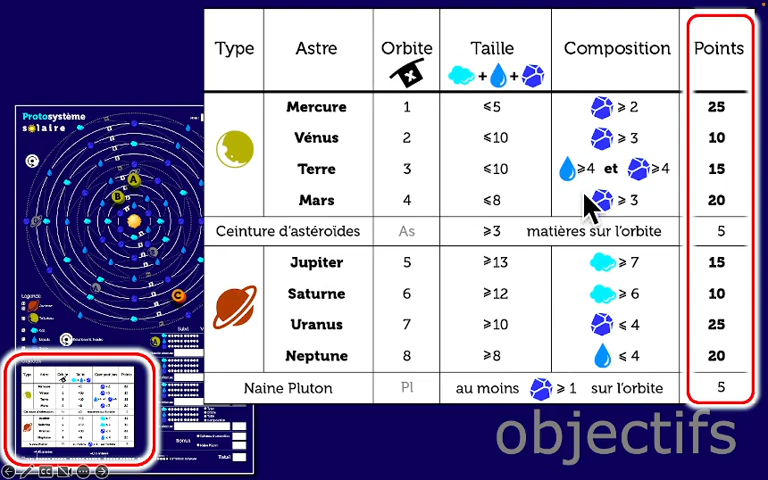 Type Astre Orbite Taille Composition Points
x + +
Mercure 1 ≤5 ≥ 2 25
Vénus 2 ≤10 ≥ 3 10
Terre 3 ≤10 ≥4 et ≥4 15
Mars 4 ≤8 ≥ 3 20
Ceinture d'astéroïdes As ≥3 matières sur l'orbite 5
Jupiter 5 ≥13 ≥ 7 15
Saturne 6 ≥12 ≥ 6 10
Uranus 7 ≥10 ≤ 4 25
Neptune 8 ≥8 ≤ 4 20
Naine Pluton Pl au moins ≥ 1 sur l'orbite 5
objectifs
Protosystème
solaire
A
B
C
Légende
Bonus
Total